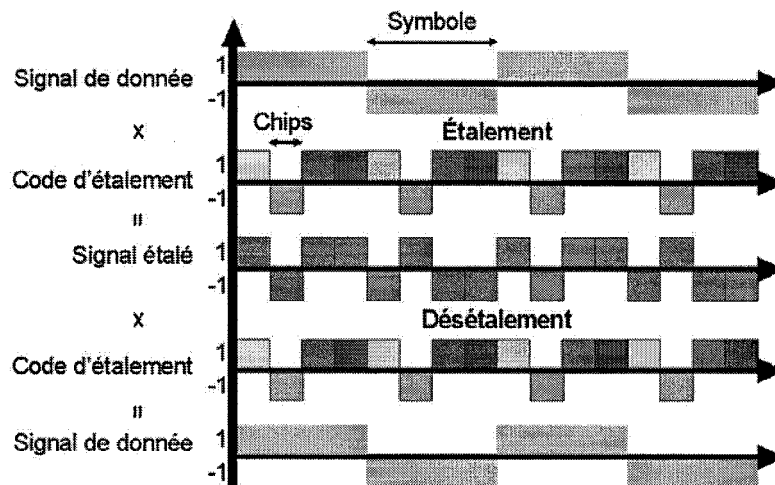 Symbole
Signal de donnée
1
-1
x
Chips
Étalement
Code d'étalement
1
-1
=
Signal étalé
1
-1
x
Désétalement
Code d'étalement
1
-1
=
Signal de donnée
1
-1